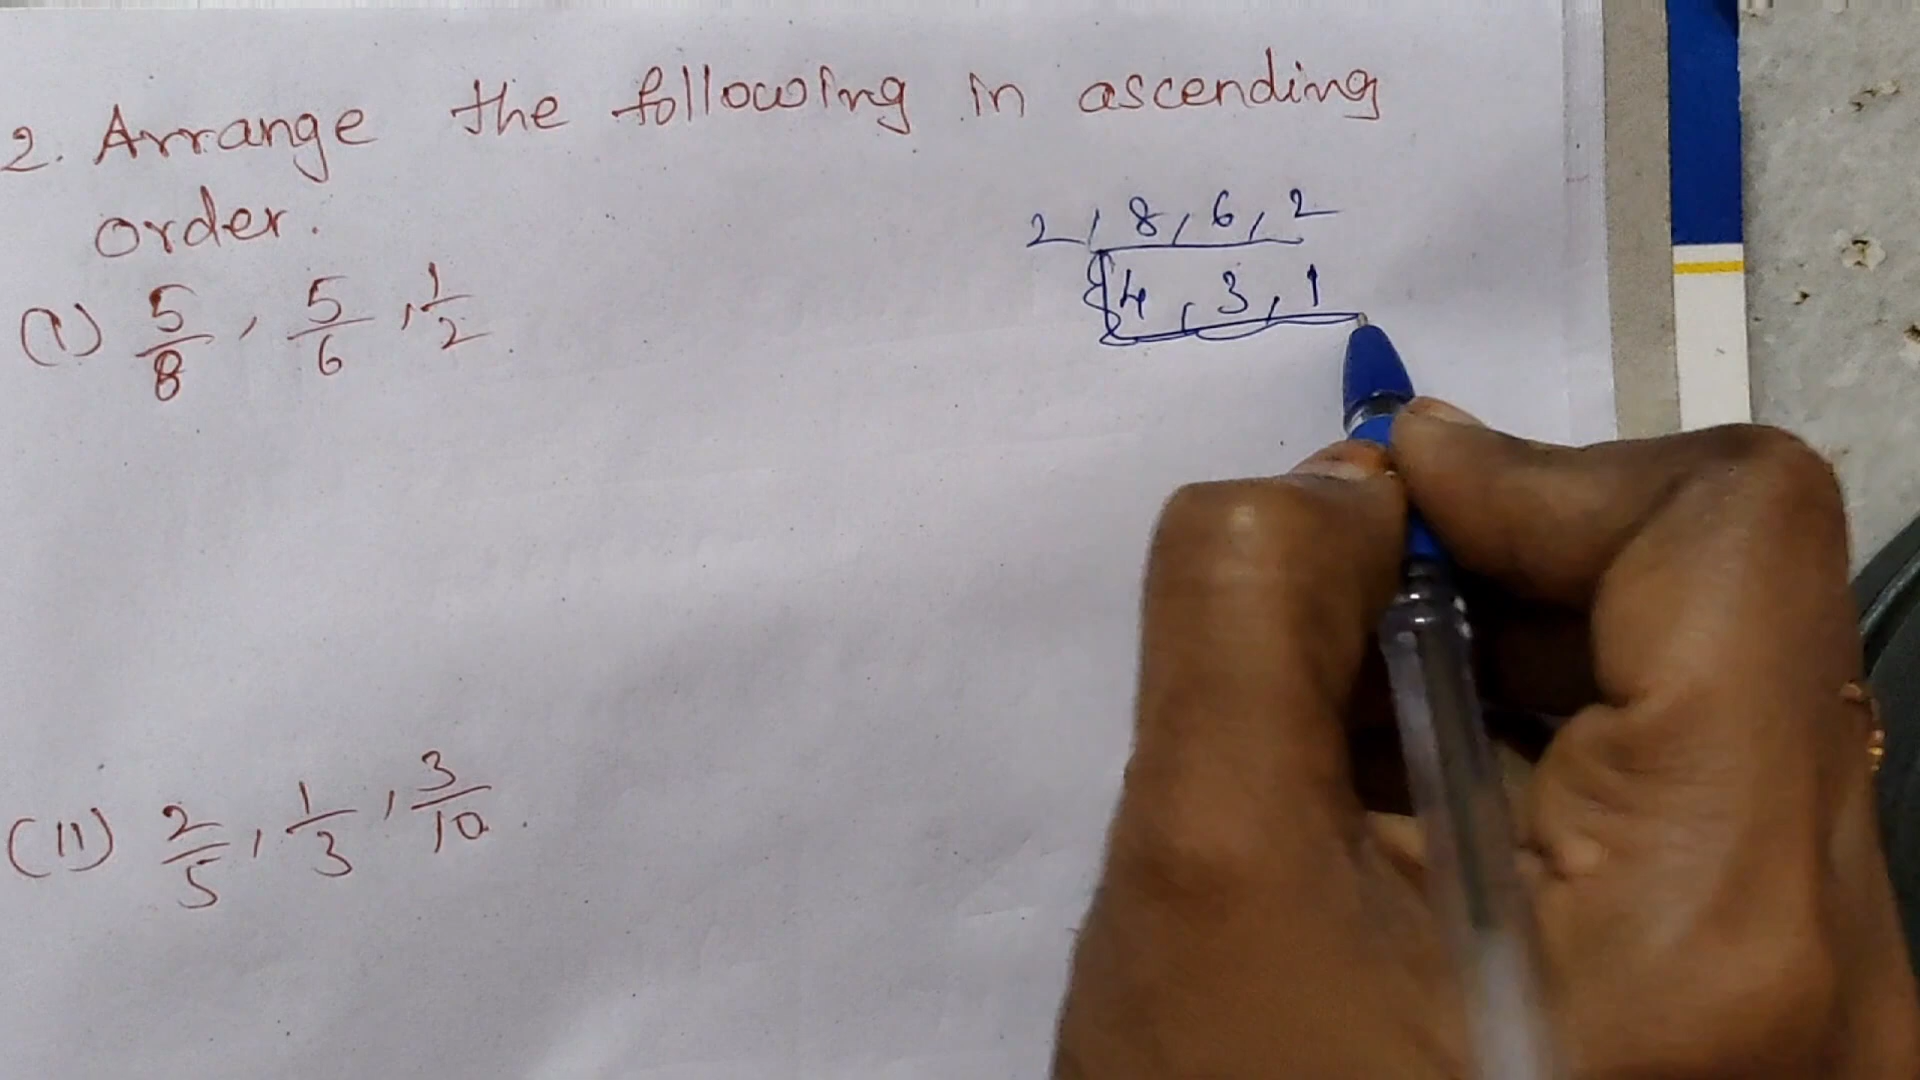 2. Arrange the following in ascending
order.
(I) 5/8, 5/6, 1/2
2 | 8, 6, 2
4, 3, 1
(II) 2/5, 1/3, 3/10.